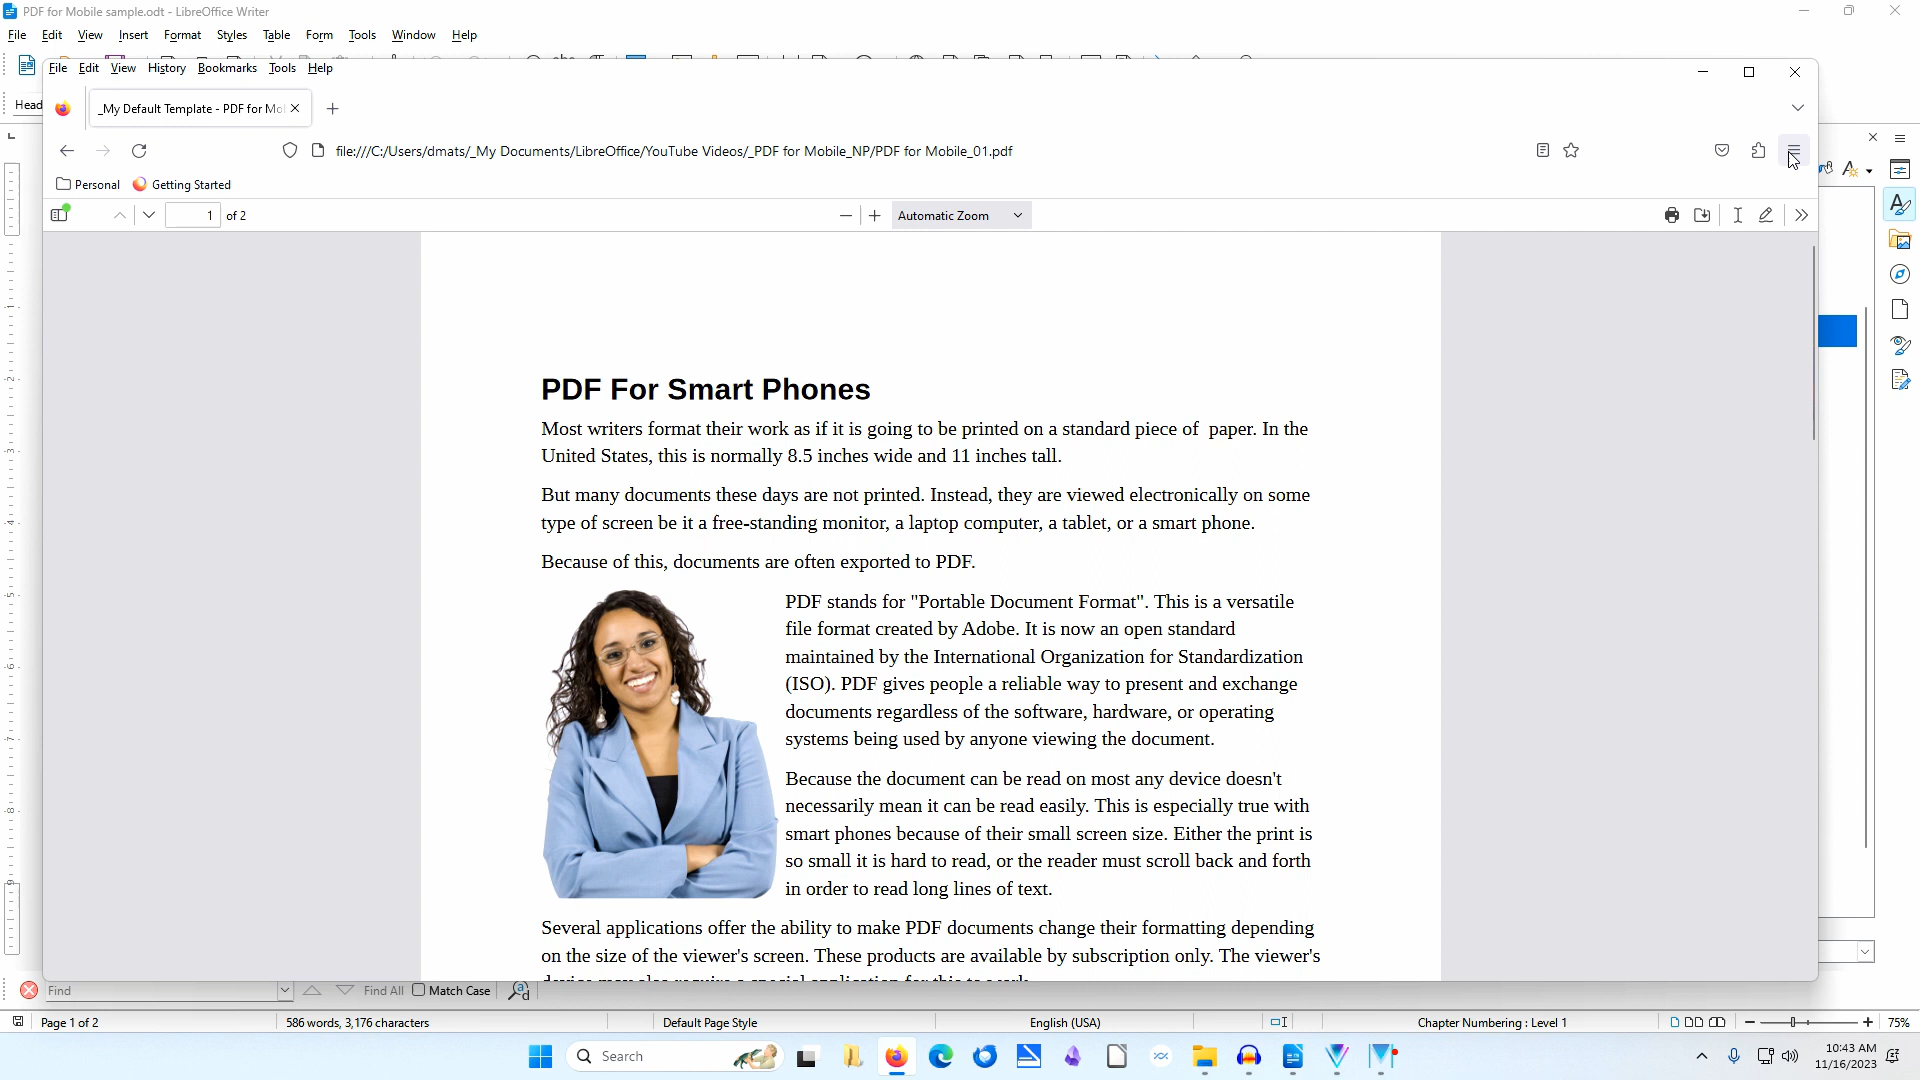 PDF for Mobile sample.odt - LibreOffice Writer
File Edit View Insert Format Styles Table Form Tools Window Help
File Edit View History Bookmarks Tools Help
Head
_My Default Template - PDF for Mo
file:///C:/Users/dmats/_My Documents/LibreOffice/YouTube Videos/_PDF for Mobile_NP/PDF for Mobile_01.pdf
Personal Getting Started
1 of 2 Automatic Zoom
PDF For Smart Phones
Most writers format their work as if it is going to be printed on a standard piece of paper. In the
United States, this is normally 8.5 inches wide and 11 inches tall.
But many documents these days are not printed. Instead, they are viewed electronically on some
type of screen be it a free-standing monitor, a laptop computer, a tablet, or a smart phone.
Because of this, documents are often exported to PDF.
PDF stands for "Portable Document Format". This is a versatile
file format created by Adobe. It is now an open standard
maintained by the International Organization for Standardization
(ISO). PDF gives people a reliable way to present and exchange
documents regardless of the software, hardware, or operating
systems being used by anyone viewing the document.
Because the document can be read on most any device doesn't
necessarily mean it can be read easily. This is especially true with
smart phones because of their small screen size. Either the print is
so small it is hard to read, or the reader must scroll back and forth
in order to read long lines of text.
Several applications offer the ability to make PDF documents change their formatting depending
on the size of the viewer's screen. These products are available by subscription only. The viewer's
Find Find All Match Case
Page 1 of 2 586 words, 3,176 characters Default Page Style English (USA) Chapter Numbering : Level 1 75%
Search
10:43 AM
11/16/2023